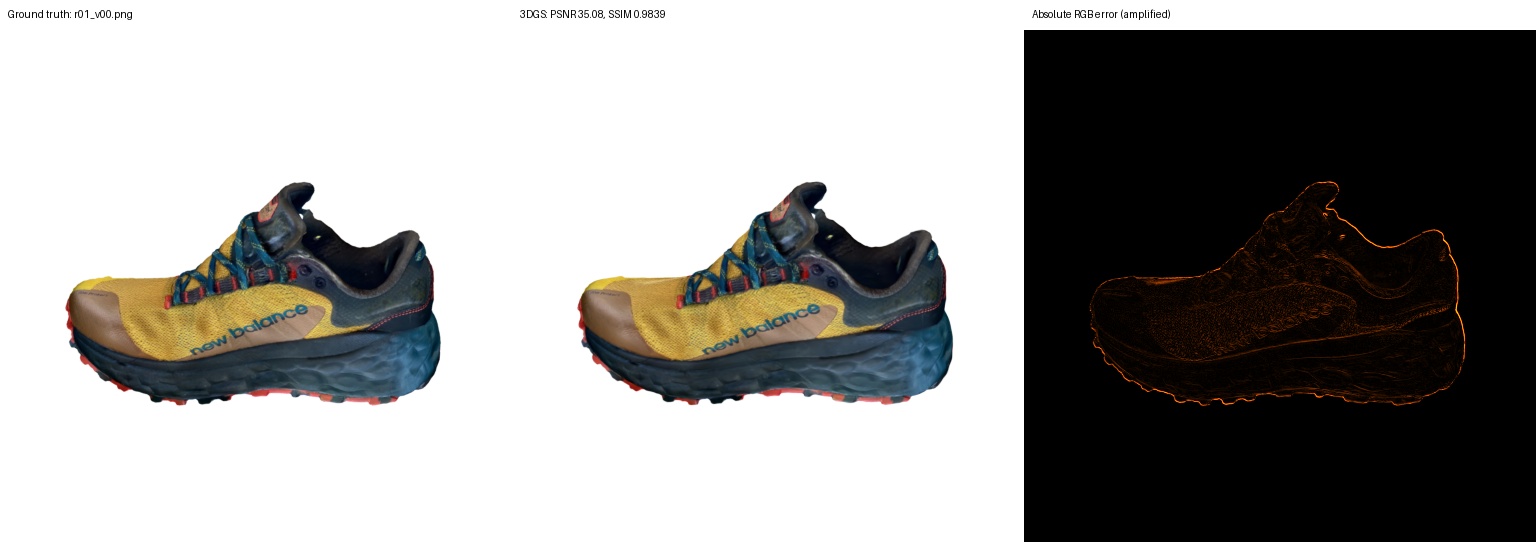 Ground truth: r01_v00.png
3DGS: PSNR 35.08, SSIM 0.9839
Absolute RGB error (amplified)
new balance
new balance